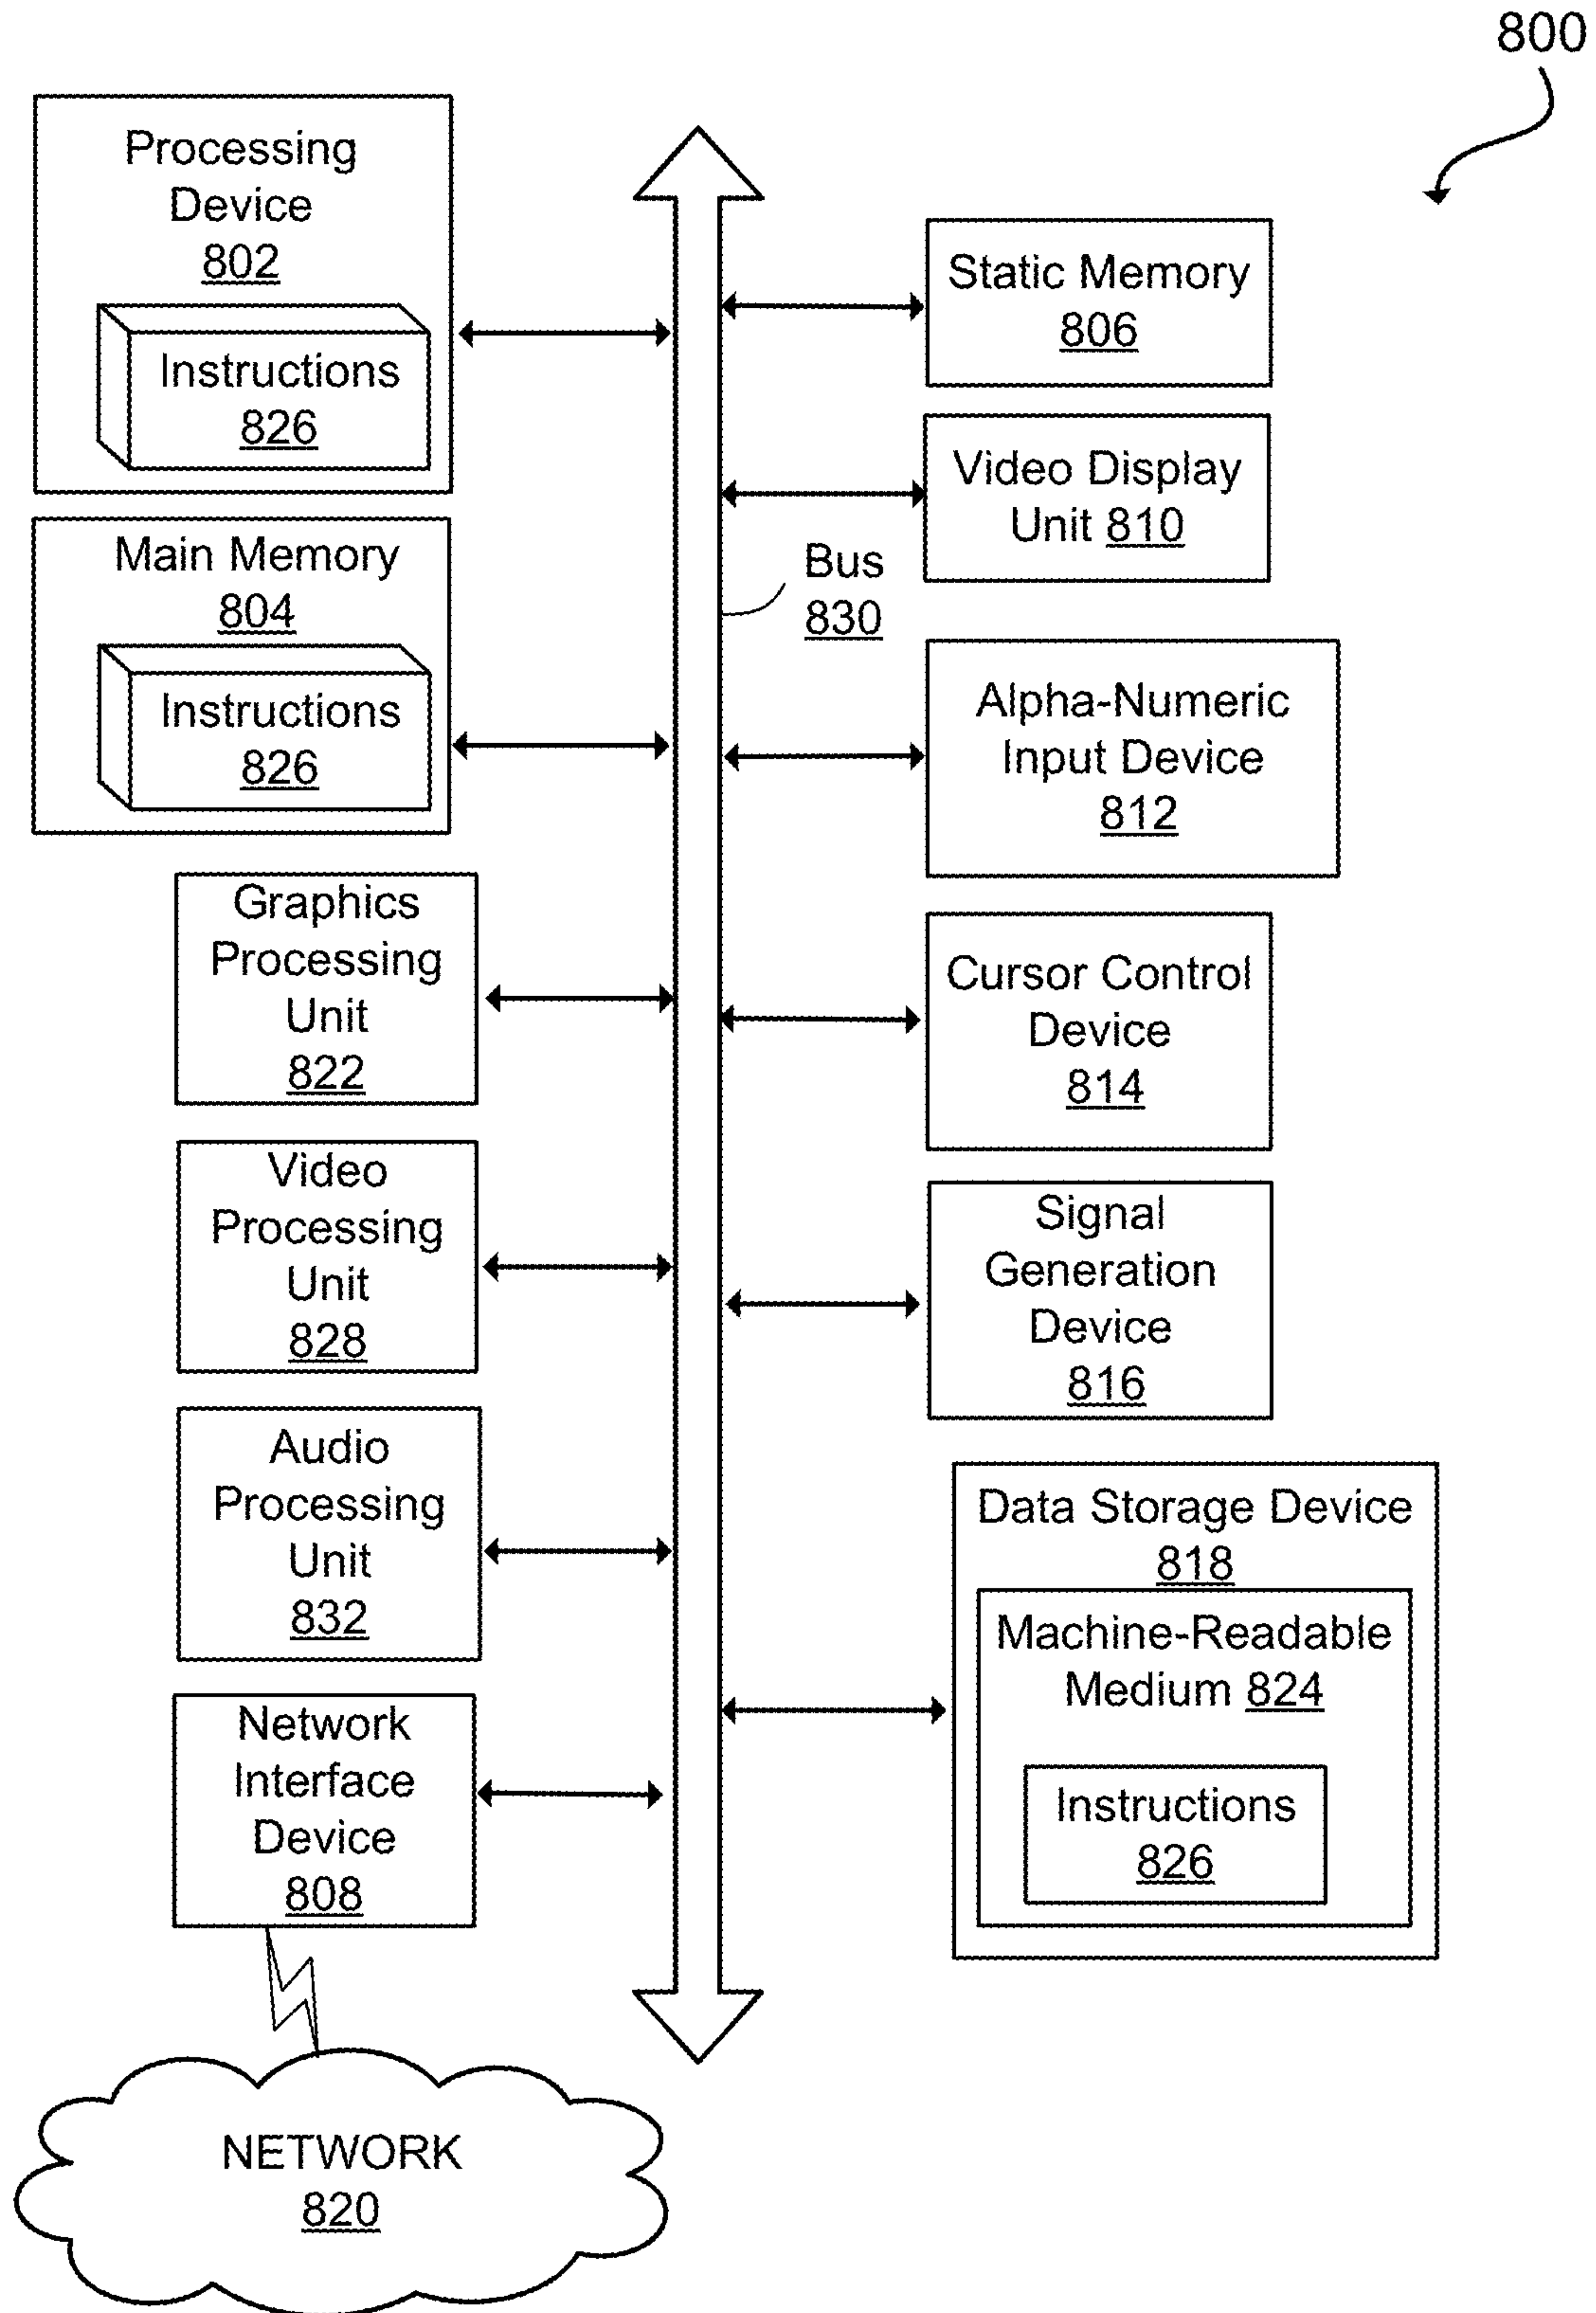 800
Processing
Device
802
Instructions
826
Main Memory
804
Instructions
826
Graphics
Processing
Unit
822
Video
Processing
Unit
828
Audio
Processing
Unit
832
Network
Interface
Device
808
NETWORK
820
Bus
830
Static Memory
806
Video Display
Unit 810
Alpha-Numeric
Input Device
812
Cursor Control
Device
814
Signal
Generation
Device
816
Data Storage Device
818
Machine-Readable
Medium 824
Instructions
826